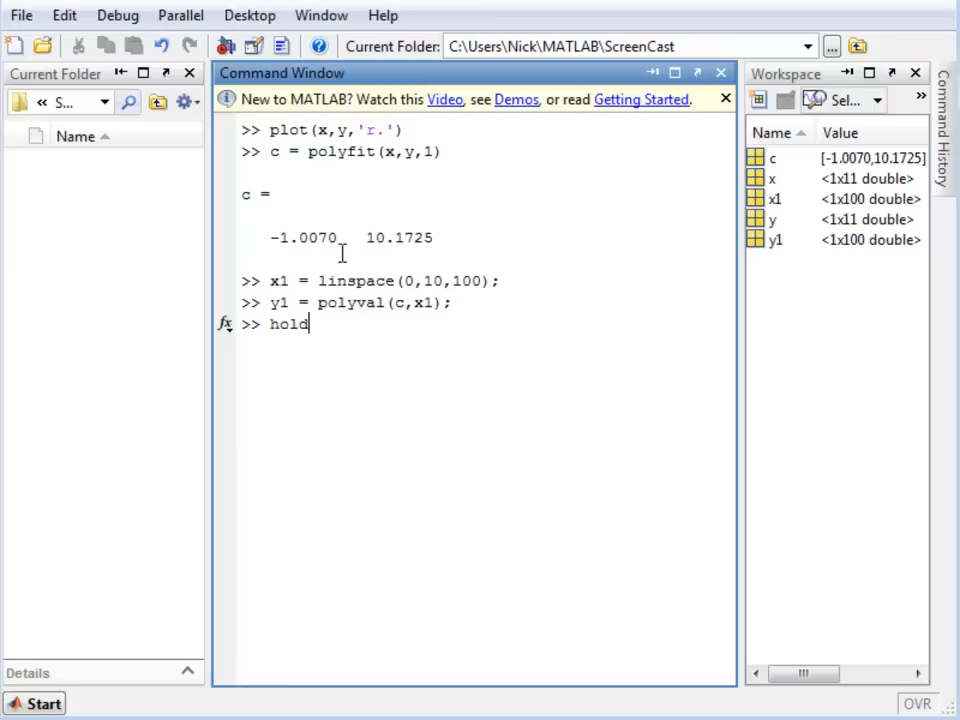 File Edit Debug Parallel Desktop Window Help
Current Folder: C:\Users\Nick\MATLAB\ScreenCast ...
Current Folder
« S...
Name
Details
Start
Command Window
New to MATLAB? Watch this Video, see Demos, or read Getting Started.
>> plot(x,y,'r.')
>> c = polyfit(x,y,1)
c =
-1.0070 10.1725
>> x1 = linspace(0,10,100);
>> y1 = polyval(c,x1);
fx >> hold
Workspace
Sel... »
Name Value
c [-1.0070,10.1725]
x <1x11 double>
x1 <1x100 double>
y <1x11 double>
y1 <1x100 double>
OVR
Command History